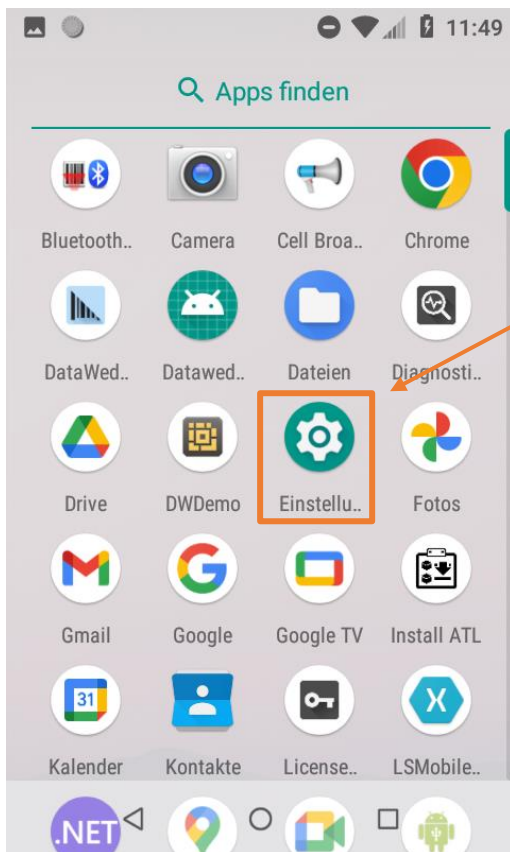 11:49
Apps finden
Bluetooth.. Camera Cell Broa.. Chrome
DataWed.. Datawed.. Dateien Diagnosti..
Drive DWDemo Einstellu.. Fotos
Gmail Google Google TV Install ATL
31
Kalender Kontakte License.. LSMobile..
.NET